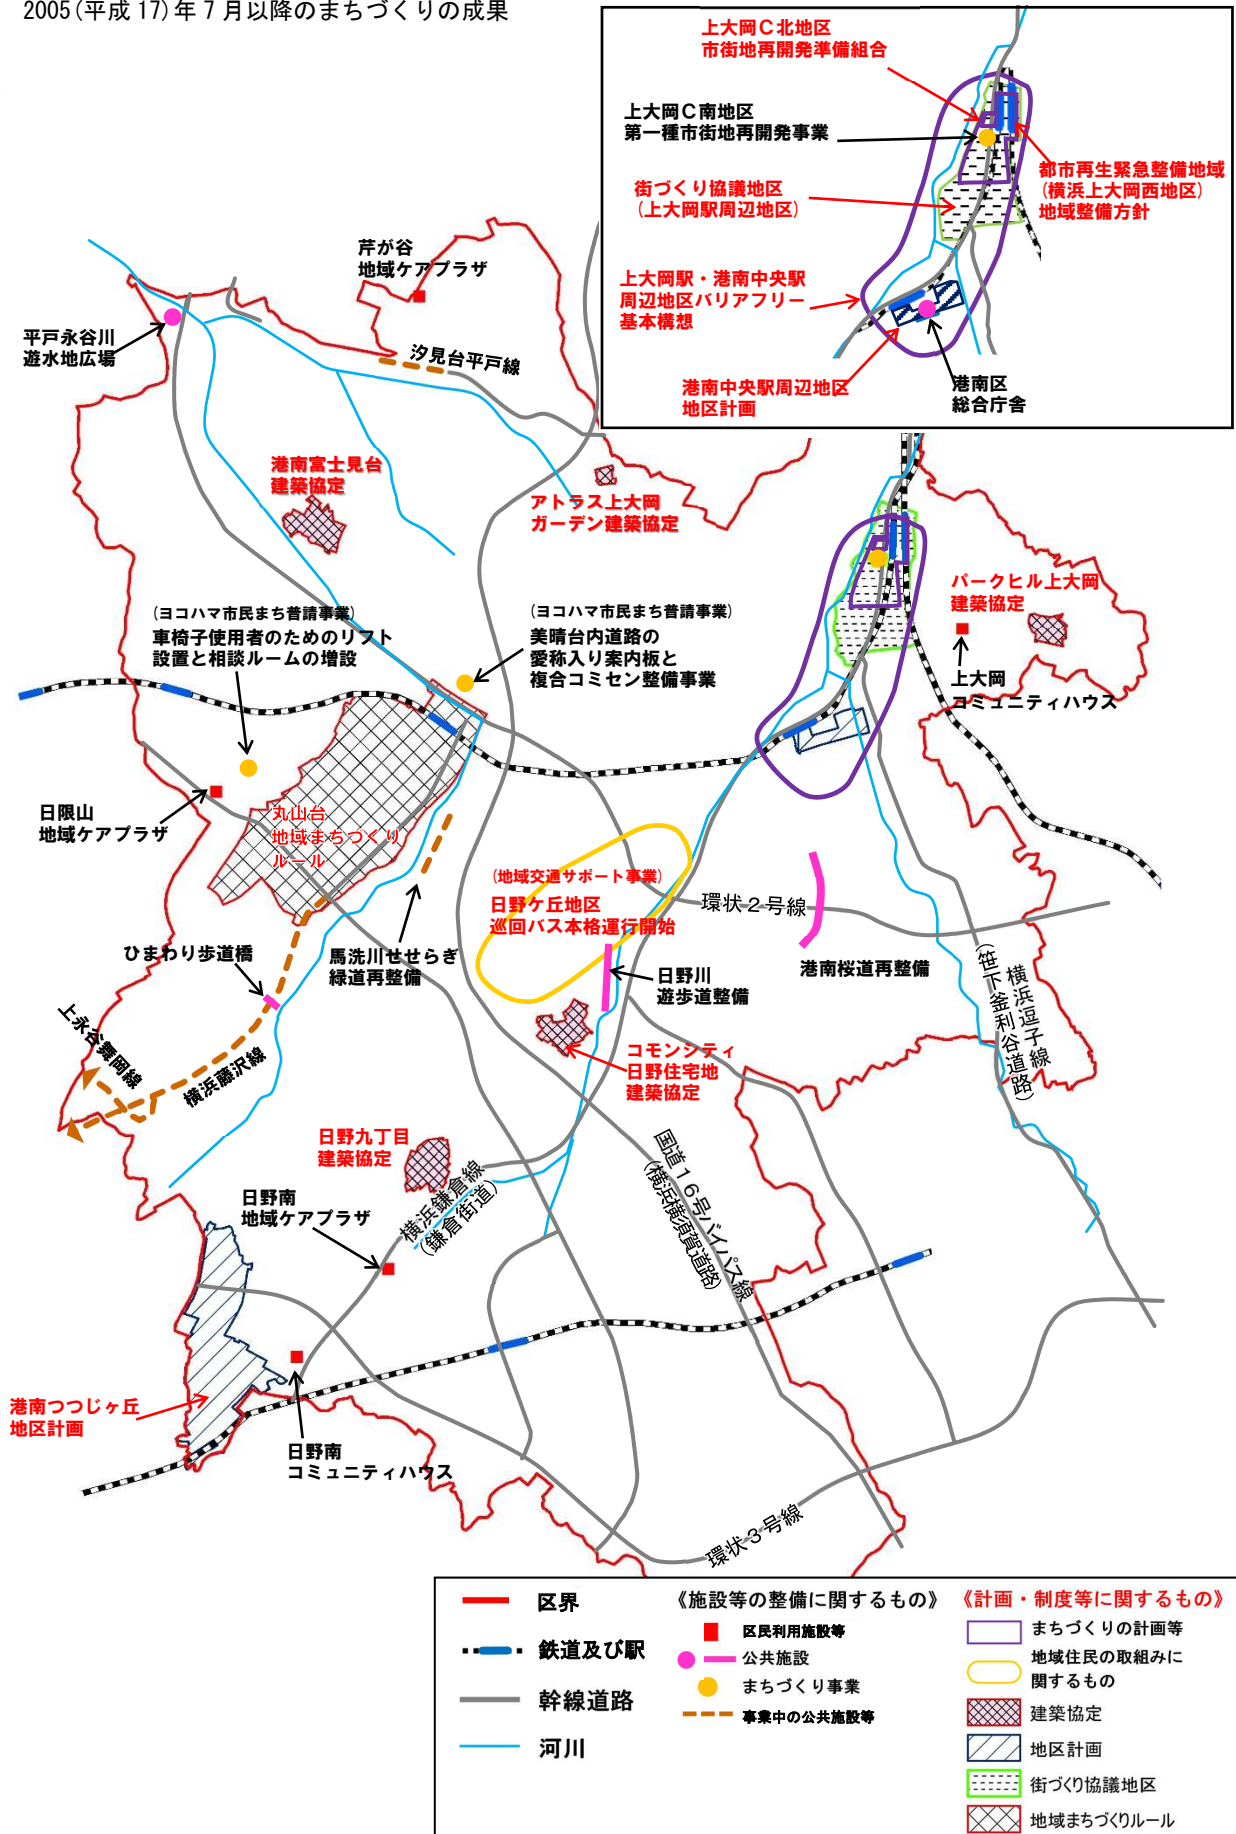 2005(平成 17)年 7 月以降のまちづくりの成果
上大岡C北地区
市街地再開発準備組合
上大岡C南地区
第一種市街地再開発事業
都市再生緊急整備地域
(横浜上大岡西地区)
地域整備方針
街づくり協議地区
(上大岡駅周辺地区)
上大岡駅・港南中央駅
周辺地区バリアフリー
基本構想
港南中央駅周辺地区
地区計画
港南区
総合庁舎
芹が谷
地域ケアプラザ
平戸永谷川
遊水地広場
汐見台平戸線
港南富士見台
建築協定
アトラス上大岡
ガーデン建築協定
パークヒル上大岡
建築協定
上大岡
コミュニティハウス
(ヨコハマ市民まち普請事業)
車椅子使用者のためのリフト
設置と相談ルームの増設
(ヨコハマ市民まち普請事業)
美晴台内道路の
愛称入り案内板と
複合コミセン整備事業
日限山
地域ケアプラザ
丸山台
地域まちづくり
ルール
(地域交通サポート事業)
日野ケ丘地区
巡回バス本格運行開始
環状2号線
ひまわり歩道橋
馬洗川せせらぎ
緑道再整備
日野川
遊歩道整備
港南桜道再整備
横浜逗子線
(笹下釜利谷道路)
上永谷舞岡線
横浜藤沢線
コモンシティ
日野住宅地
建築協定
日野九丁目
建築協定
横浜鎌倉線
(鎌倉街道)
国道16号バイパス線
(横浜横須賀道路)
日野南
地域ケアプラザ
港南つつじヶ丘
地区計画
日野南
コミュニティハウス
環状3号線
区界
鉄道及び駅
幹線道路
河川
《施設等の整備に関するもの》
区民利用施設等
公共施設
まちづくり事業
事業中の公共施設等
《計画・制度等に関するもの》
まちづくりの計画等
地域住民の取組みに
関するもの
建築協定
地区計画
街づくり協議地区
地域まちづくりルール